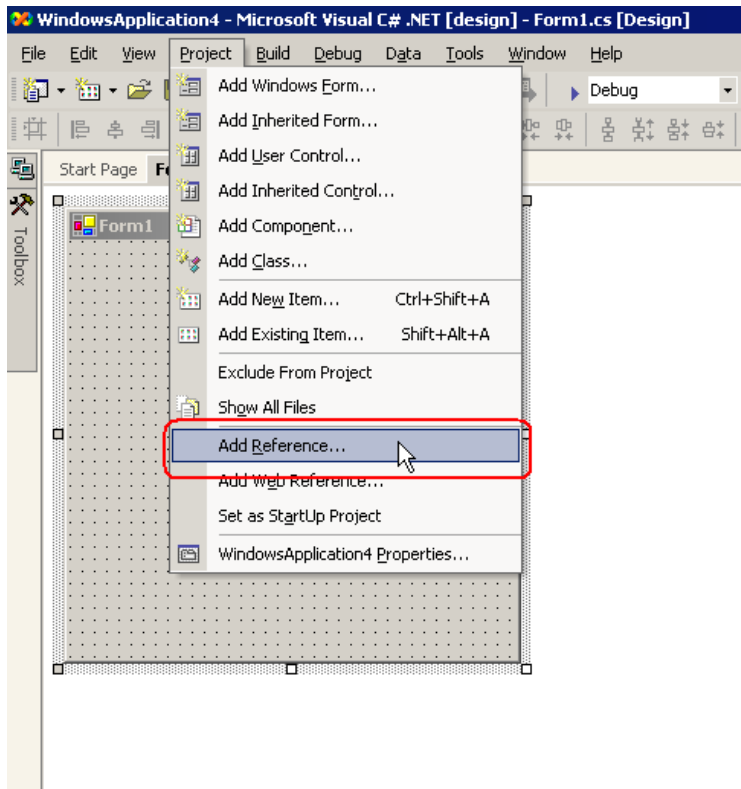 WindowsApplication4 - Microsoft Visual C# .NET [design] - Form1.cs [Design]
File Edit View Project Build Debug Data Tools Window Help
Debug
Start Page
Toolbox
Form1
Add Windows Form...
Add Inherited Form...
Add User Control...
Add Inherited Control...
Add Component...
Add Class...
Add New Item... Ctrl+Shift+A
Add Existing Item... Shift+Alt+A
Exclude From Project
Show All Files
Add Reference...
Add Web Reference...
Set as StartUp Project
WindowsApplication4 Properties...